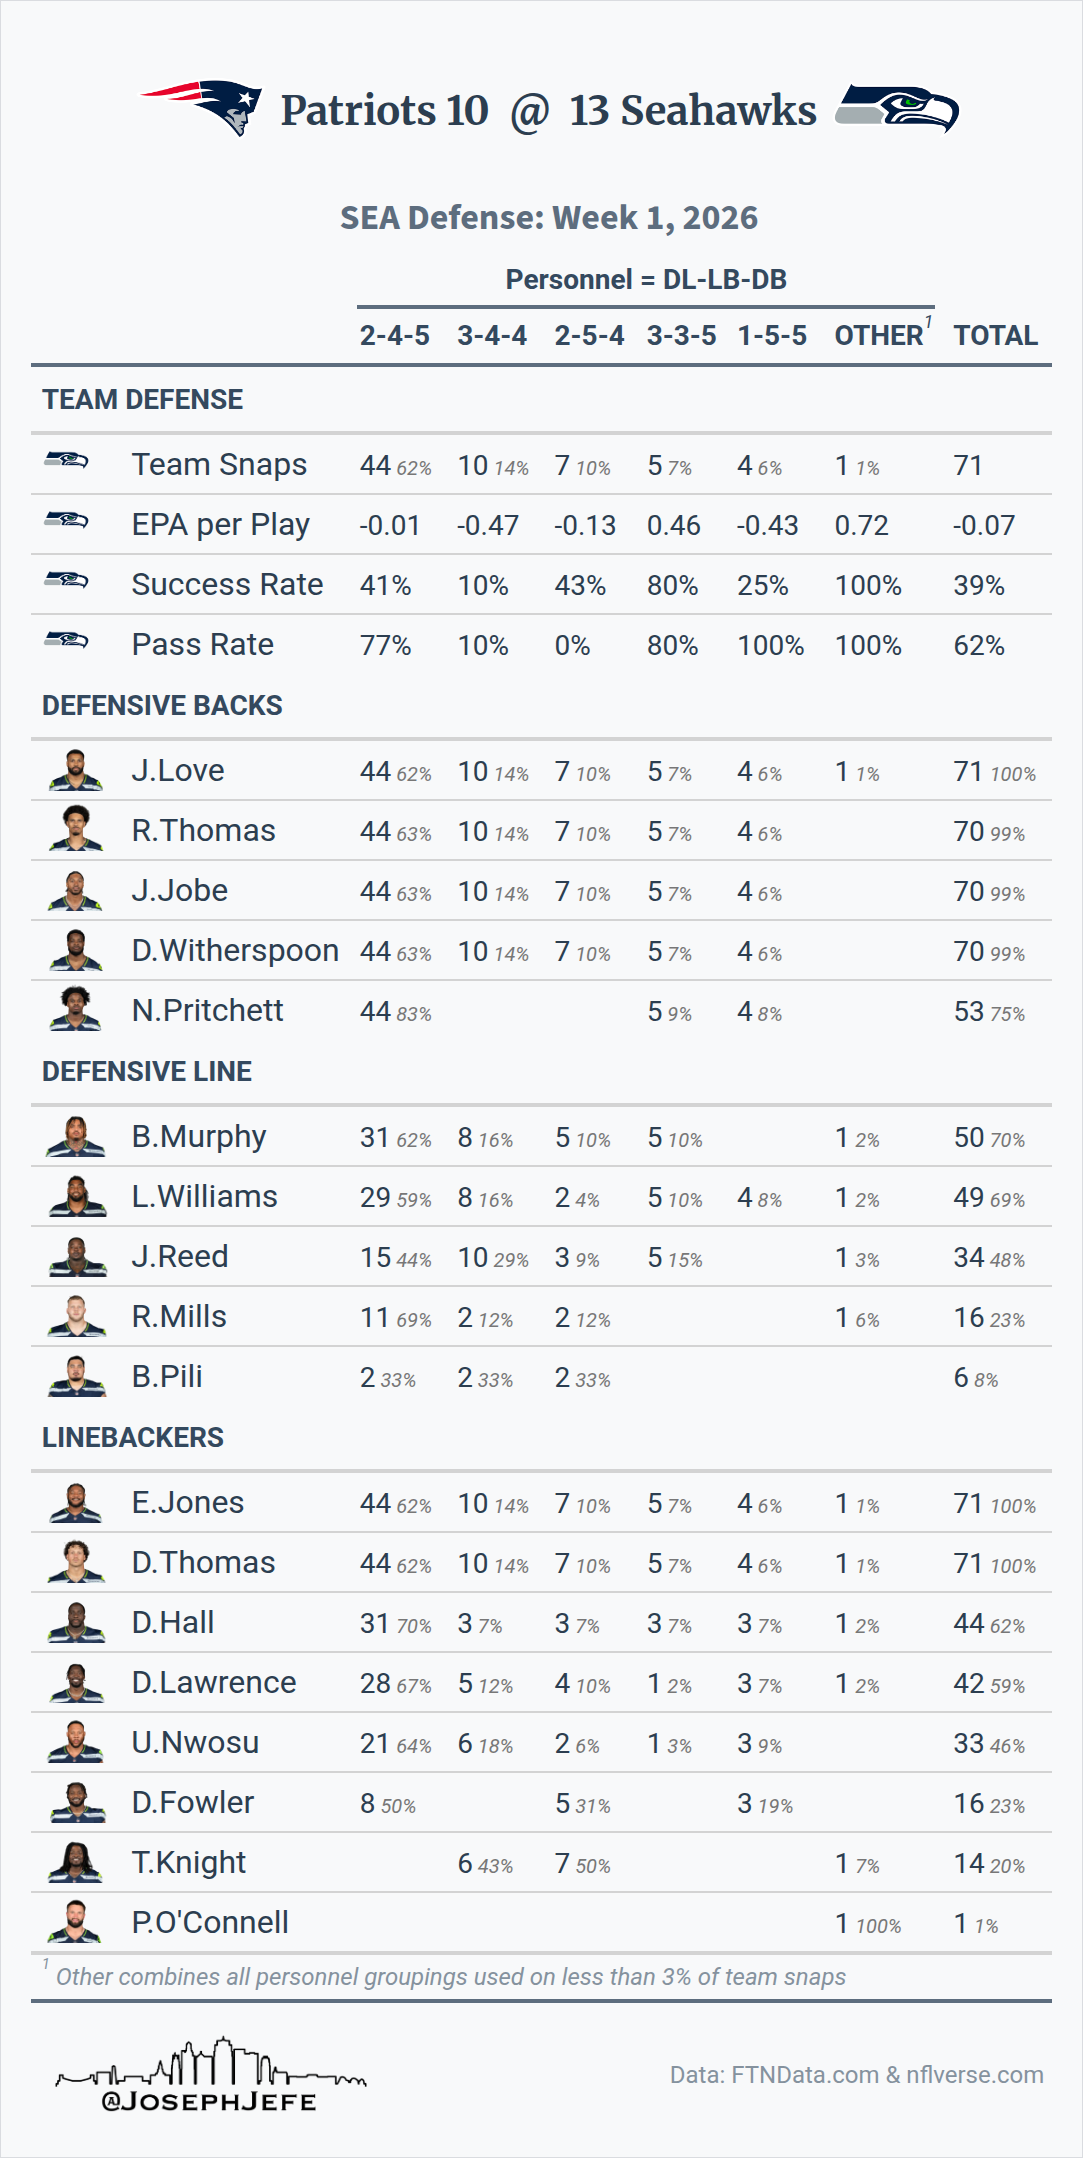 Patriots 10 @ 13 Seahawks
SEA Defense: Week 1, 2026
Personnel = DL-LB-DB
2-4-5 3-4-4 2-5-4 3-3-5 1-5-5 OTHER1 TOTAL
TEAM DEFENSE
Team Snaps 44 62% 10 14% 7 10% 5 7% 4 6% 1 1% 71
EPA per Play -0.01 -0.47 -0.13 0.46 -0.43 0.72 -0.07
Success Rate 41% 10% 43% 80% 25% 100% 39%
Pass Rate 77% 10% 0% 80% 100% 100% 62%
DEFENSIVE BACKS
J.Love 44 62% 10 14% 7 10% 5 7% 4 6% 1 1% 71 100%
R.Thomas 44 63% 10 14% 7 10% 5 7% 4 6% 70 99%
J.Jobe 44 63% 10 14% 7 10% 5 7% 4 6% 70 99%
D.Witherspoon 44 63% 10 14% 7 10% 5 7% 4 6% 70 99%
N.Pritchett 44 83% 5 9% 4 8% 53 75%
DEFENSIVE LINE
B.Murphy 31 62% 8 16% 5 10% 5 10% 1 2% 50 70%
L.Williams 29 59% 8 16% 2 4% 5 10% 4 8% 1 2% 49 69%
J.Reed 15 44% 10 29% 3 9% 5 15% 1 3% 34 48%
R.Mills 11 69% 2 12% 2 12% 1 6% 16 23%
B.Pili 2 33% 2 33% 2 33% 6 8%
LINEBACKERS
E.Jones 44 62% 10 14% 7 10% 5 7% 4 6% 1 1% 71 100%
D.Thomas 44 62% 10 14% 7 10% 5 7% 4 6% 1 1% 71 100%
D.Hall 31 70% 3 7% 3 7% 3 7% 3 7% 1 2% 44 62%
D.Lawrence 28 67% 5 12% 4 10% 1 2% 3 7% 1 2% 42 59%
U.Nwosu 21 64% 6 18% 2 6% 1 3% 3 9% 33 46%
D.Fowler 8 50% 5 31% 3 19% 16 23%
T.Knight 6 43% 7 50% 1 7% 14 20%
P.O'Connell 1 100% 1 1%
1 Other combines all personnel groupings used on less than 3% of team snaps
@JOSEPHJEFE
Data: FTNData.com & nflverse.com